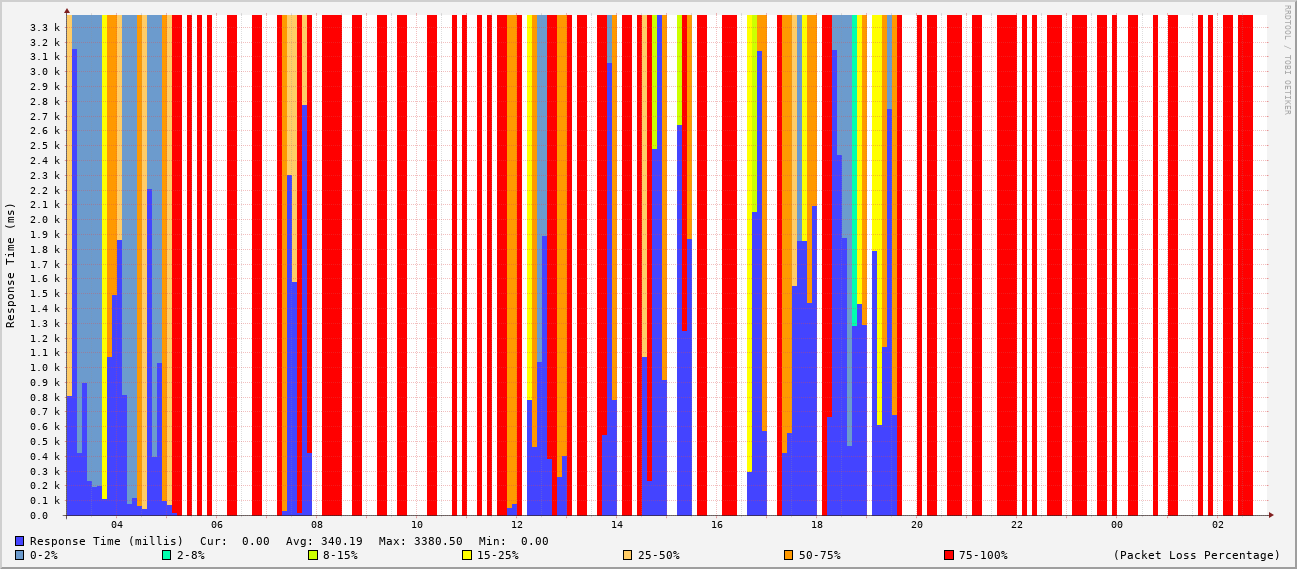 RRDTOOL / TOBI OETIKER
Response Time (ms)
3.3 k
3.2 k
3.1 k
3.0 k
2.9 k
2.8 k
2.7 k
2.6 k
2.5 k
2.4 k
2.3 k
2.2 k
2.1 k
2.0 k
1.9 k
1.8 k
1.7 k
1.6 k
1.5 k
1.4 k
1.3 k
1.2 k
1.1 k
1.0 k
0.9 k
0.8 k
0.7 k
0.6 k
0.5 k
0.4 k
0.3 k
0.2 k
0.1 k
0.0
04 06 08 10 12 14 16 18 20 22 00 02
Response Time (millis) Cur: 0.00 Avg: 340.19 Max: 3380.50 Min: 0.00
0-2% 2-8% 8-15% 15-25% 25-50% 50-75% 75-100% (Packet Loss Percentage)